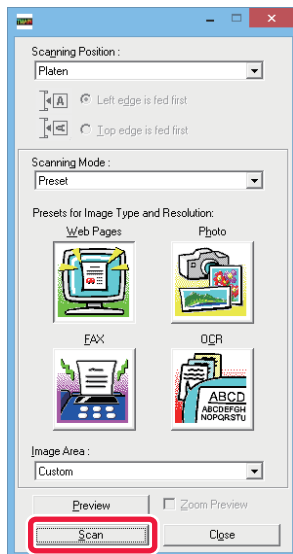 Scanning Position :
Platen
A
Left edge is fed first
A
Top edge is fed first
Scanning Mode :
Preset
Presets for Image Type and Resolution:
Web Pages Photo
FAX OCR
ABCD
ABCDEFGH
NOPQRSTU
Image Area :
Custom
Preview Zoom Preview
Scan Close